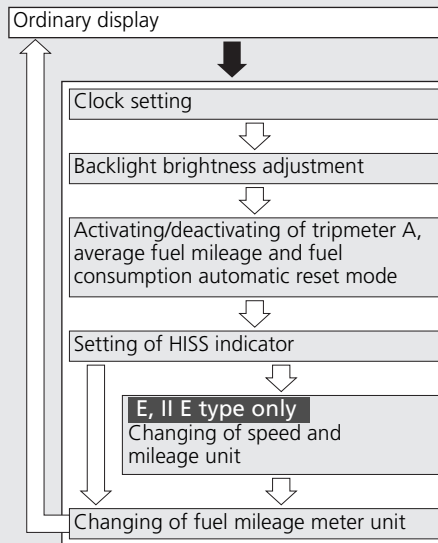 Ordinary display
Clock setting
Backlight brightness adjustment
Activating/deactivating of tripmeter A,
average fuel mileage and fuel
consumption automatic reset mode
Setting of HISS indicator
E, II E type only
Changing of speed and
mileage unit
Changing of fuel mileage meter unit